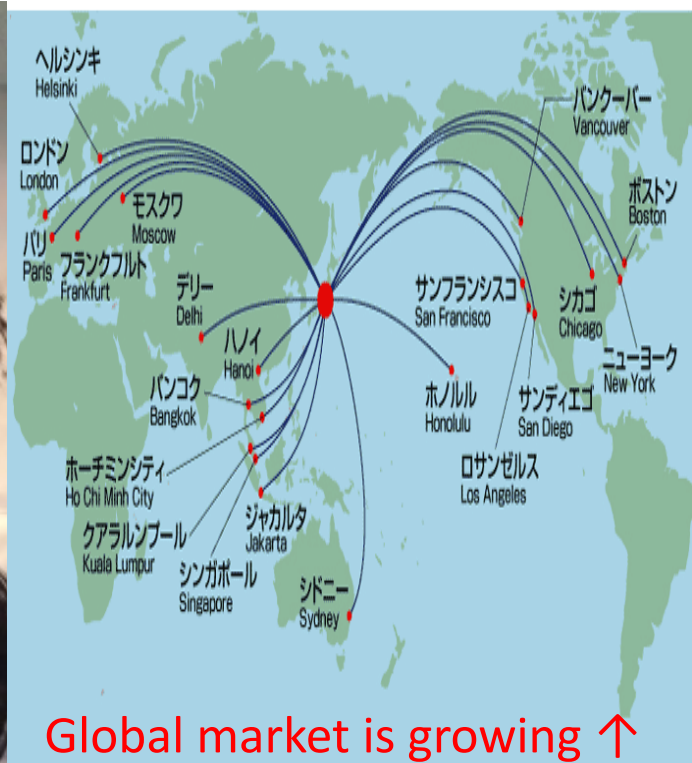 ヘルシンキ
Helsinki
ロンドン
London
パリ
Paris
フランクフルト
Frankfurt
モスクワ
Moscow
デリー
Delhi
ハノイ
Hanoi
バンコク
Bangkok
ホーチミンシティ
Ho Chi Minh City
クアラルンプール
Kuala Lumpur
シンガポール
Singapore
ジャカルタ
Jakarta
シドニー
Sydney
バンクーバー
Vancouver
ボストン
Boston
サンフランシスコ
San Francisco
シカゴ
Chicago
ニューヨーク
New York
ホノルル
Honolulu
サンディエゴ
San Diego
ロサンゼルス
Los Angeles
Global market is growing ↑